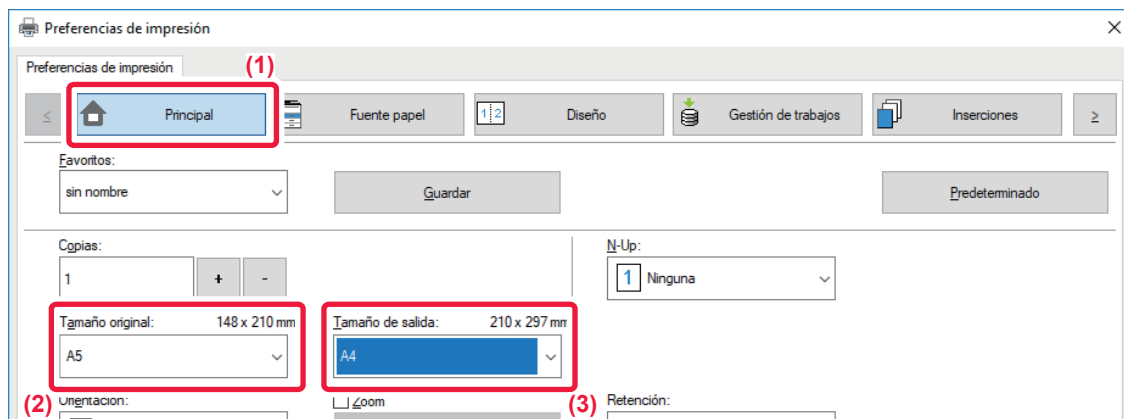 Preferencias de impresión
Preferencias de impresión
(1)
< Principal Fuente papel 1 2 Diseño Gestión de trabajos Inserciones >
Favoritos:
sin nombre Guardar Predeterminado
Copias: N-Up:
1 + - 1 Ninguna
Tamaño original: 148 x 210 mm Tamaño de salida: 210 x 297 mm
A5 A4
(2) Orientación: Zoom (3) Retención: